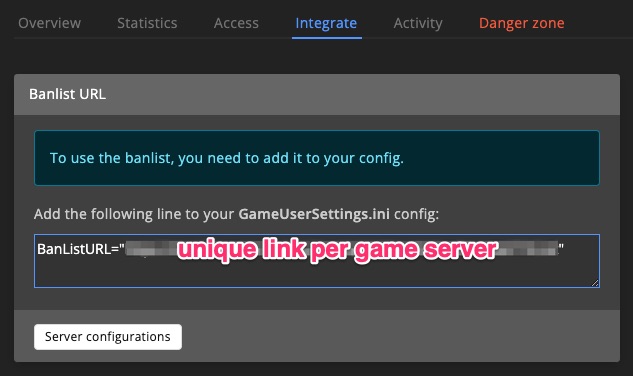 Overview Statistics Access Integrate Activity Danger zone
Banlist URL
To use the banlist, you need to add it to your config.
Add the following line to your GameUserSettings.ini config:
BanListURL=" unique link per game server "
Server configurations